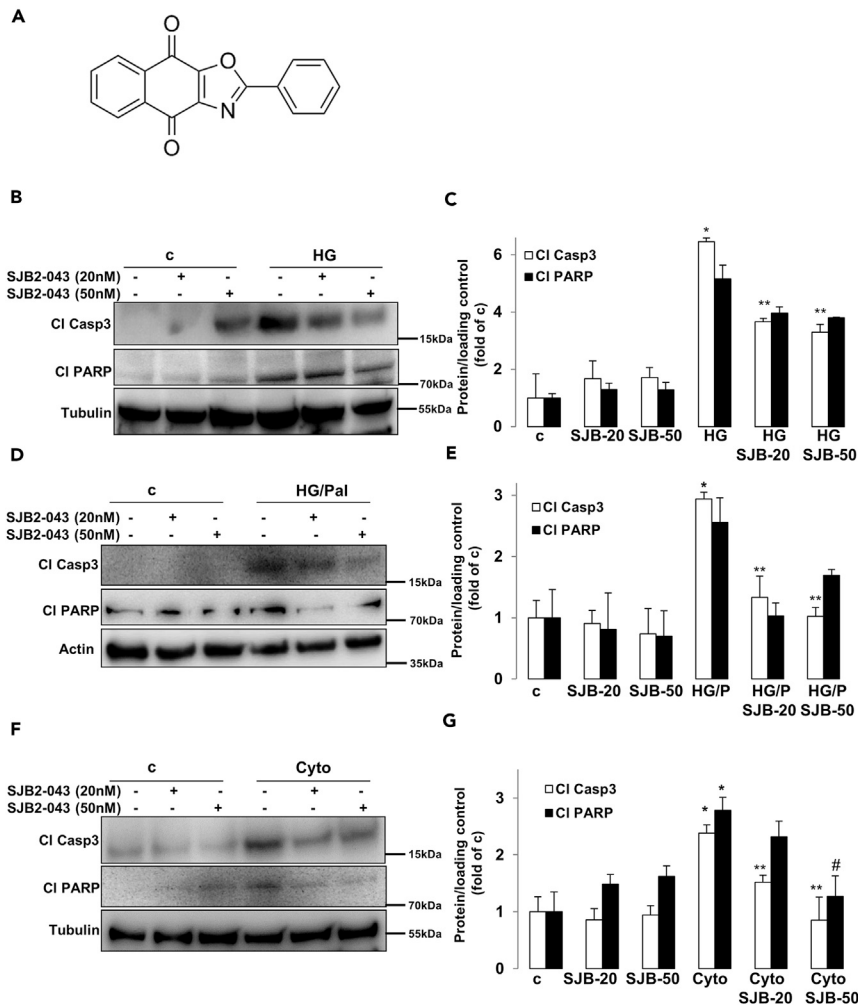 A
O
O
N
O
B
c HG
SJB2-043 (20nM) - + - - + -
SJB2-043 (50nM) - - + - - +
Cl Casp3
15kDa
Cl PARP
70kDa
Tubulin
55kDa
C
Protein/loading control
(fold of c)
6
4
2
0
Cl Casp3
Cl PARP
*
**
**
c SJB-20 SJB-50 HG HG HG
SJB-20 SJB-50
D
c HG/Pal
SJB2-043 (20nM) - + - - + -
SJB2-043 (50nM) - - + - - +
Cl Casp3
15kDa
Cl PARP
70kDa
Actin
35kDa
E
Protein/loading control
(fold of c)
3
2
1
0
Cl Casp3
Cl PARP
*
**
**
c SJB-20 SJB-50 HG/P HG/P HG/P
SJB-20 SJB-50
F
c Cyto
SJB2-043 (20nM) - + - - + -
SJB2-043 (50nM) - - + - - +
Cl Casp3
15kDa
Cl PARP
70kDa
Tubulin
55kDa
G
Protein/loading control
(fold of c)
3
2
1
0
Cl Casp3
Cl PARP
* *
**
** #
c SJB-20 SJB-50 Cyto Cyto Cyto
SJB-20 SJB-50